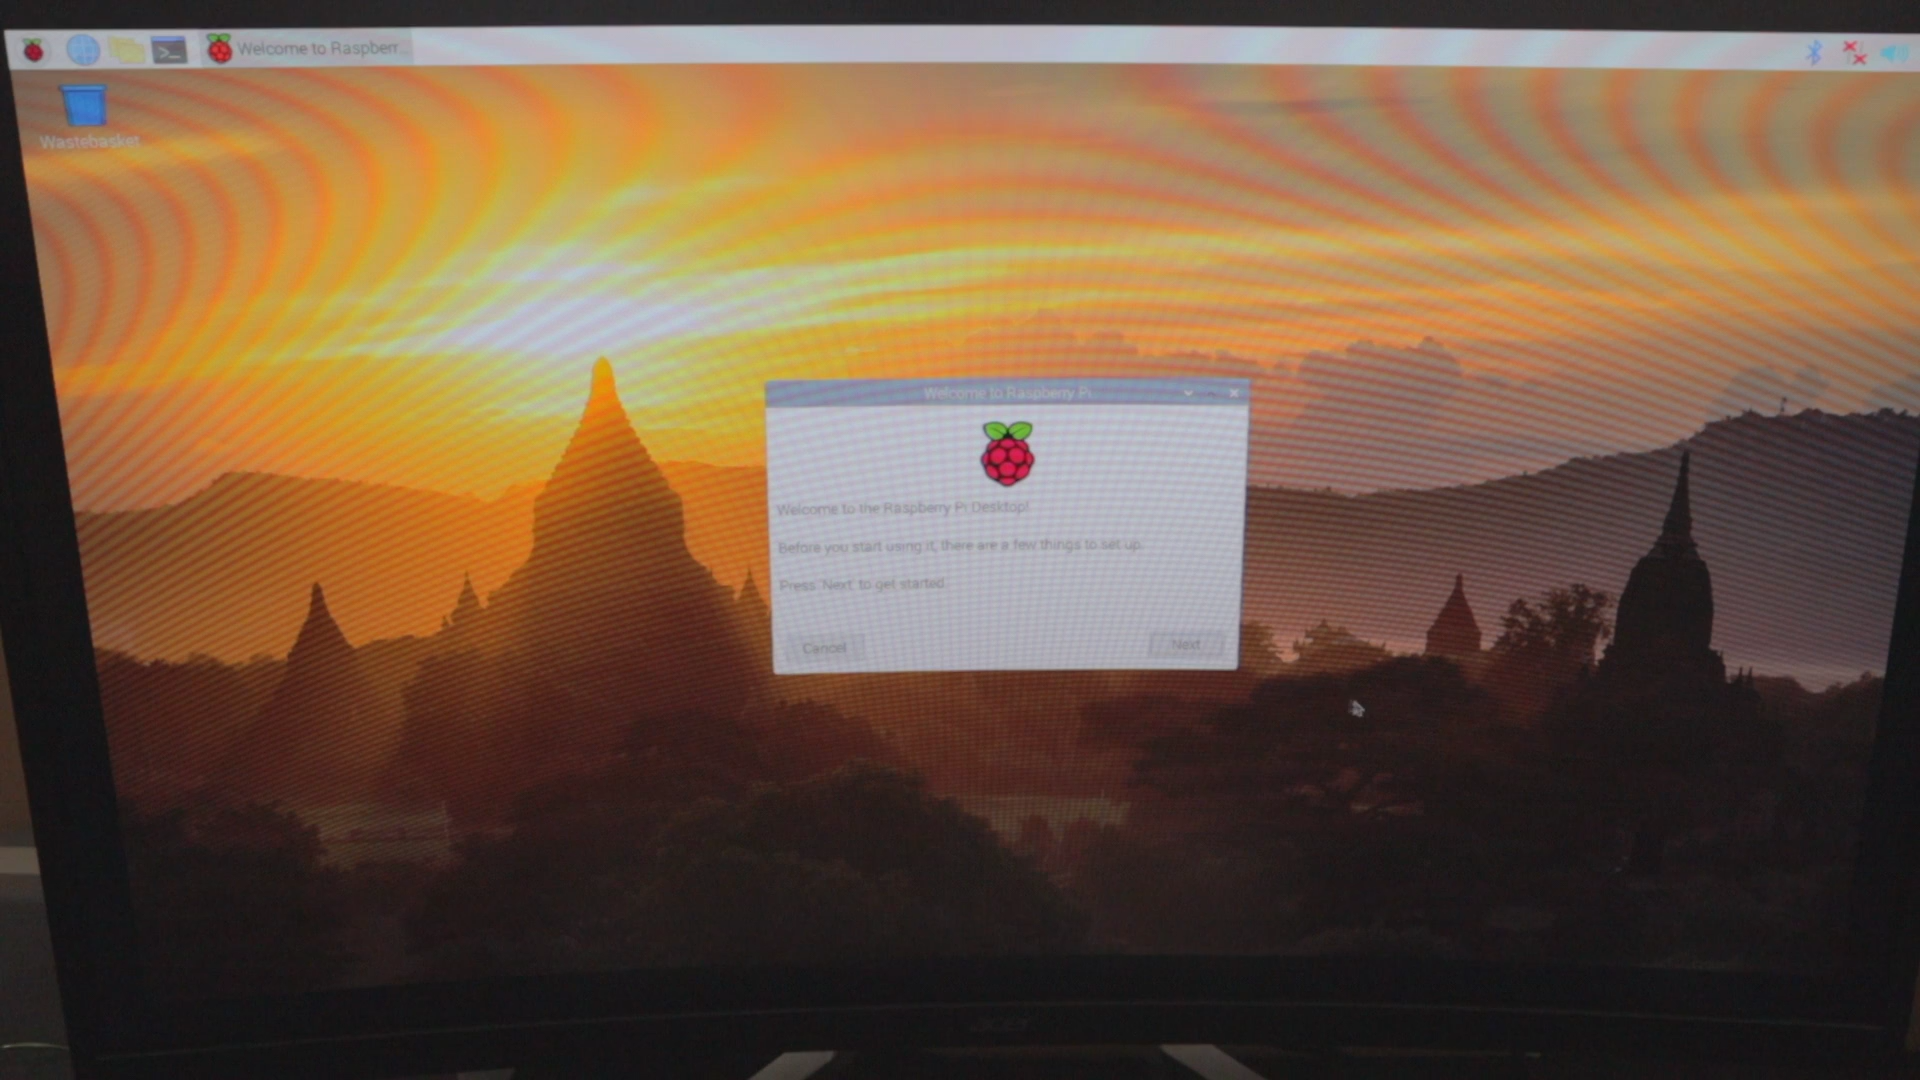 Welcome to Raspberr...
Wastebasket
Welcome to Raspberry Pi
Welcome to the Raspberry Pi Desktop!
Before you start using it, there are a few things to set up.
Press 'Next' to get started.
Cancel
Next
acer